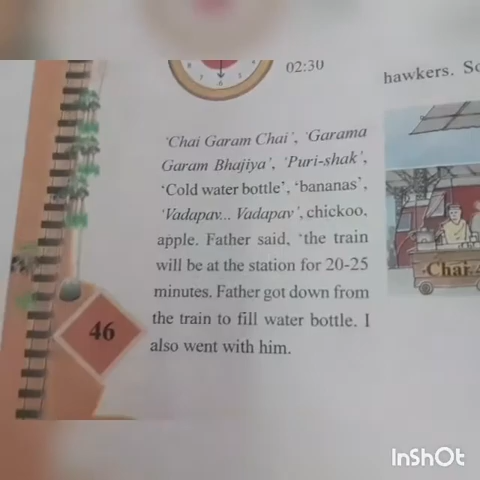 02:30
hawkers. So
'Chai Garam Chai', 'Garama
Garam Bhajiya', 'Puri-shak',
'Cold water bottle', 'bananas',
'Vadapav... Vadapav', chickoo,
apple. Father said, 'the train
will be at the station for 20-25
minutes. Father got down from
the train to fill water bottle. I
also went with him.
Chai
46
InShOt